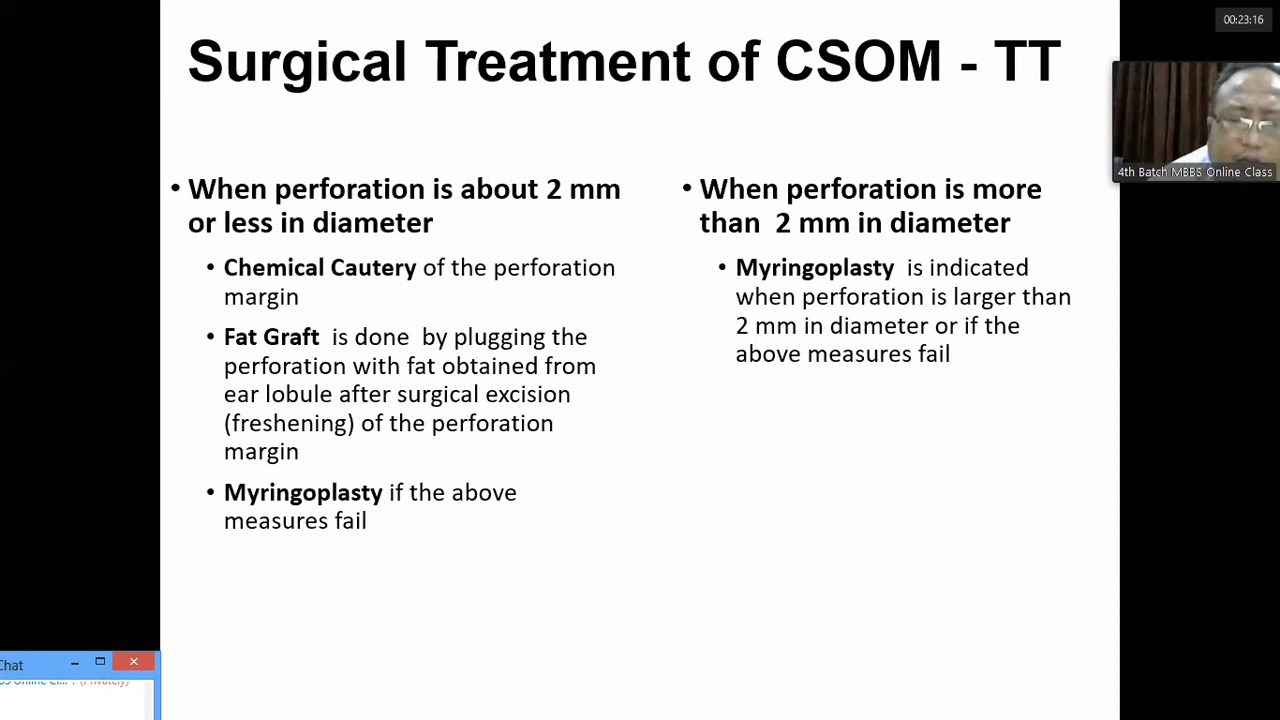 00:23:16
Surgical Treatment of CSOM - TT
4th Batch MBBS Online Class
• When perforation is about 2 mm
or less in diameter
• Chemical Cautery of the perforation
margin
• Fat Graft is done by plugging the
perforation with fat obtained from
ear lobule after surgical excision
(freshening) of the perforation
margin
• Myringoplasty if the above
measures fail
• When perforation is more
than 2 mm in diameter
• Myringoplasty is indicated
when perforation is larger than
2 mm in diameter or if the
above measures fail
Chat
(Privately)